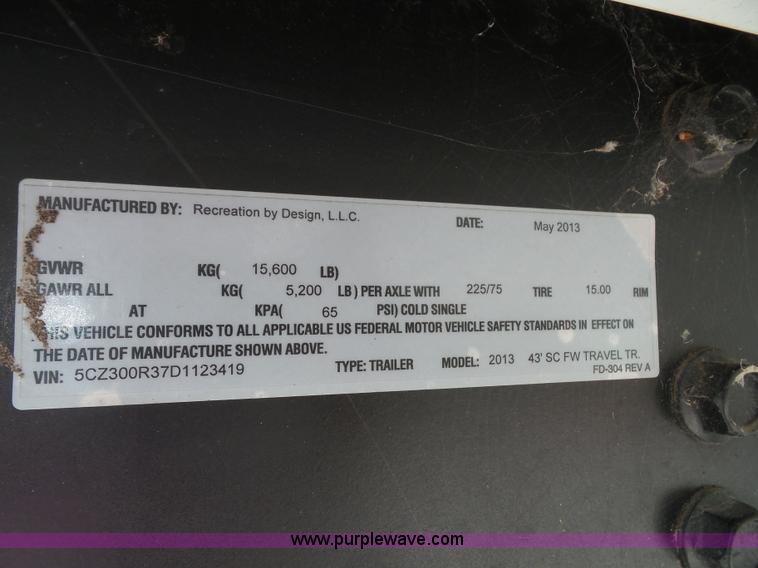 MANUFACTURED BY: Recreation by Design, L.L.C. DATE: May 2013
GVWR KG( 15,600 LB)
GAWR ALL KG( 5,200 LB ) PER AXLE WITH 225/75 TIRE 15.00 RIM
AT KPA( 65 PSI) COLD SINGLE
THIS VEHICLE CONFORMS TO ALL APPLICABLE US FEDERAL MOTOR VEHICLE SAFETY STANDARDS IN EFFECT ON
THE DATE OF MANUFACTURE SHOWN ABOVE.
VIN: 5CZ300R37D1123419 TYPE: TRAILER MODEL: 2013 43' SC FW TRAVEL TR.
FD-304 REV A
www.purplewave.com